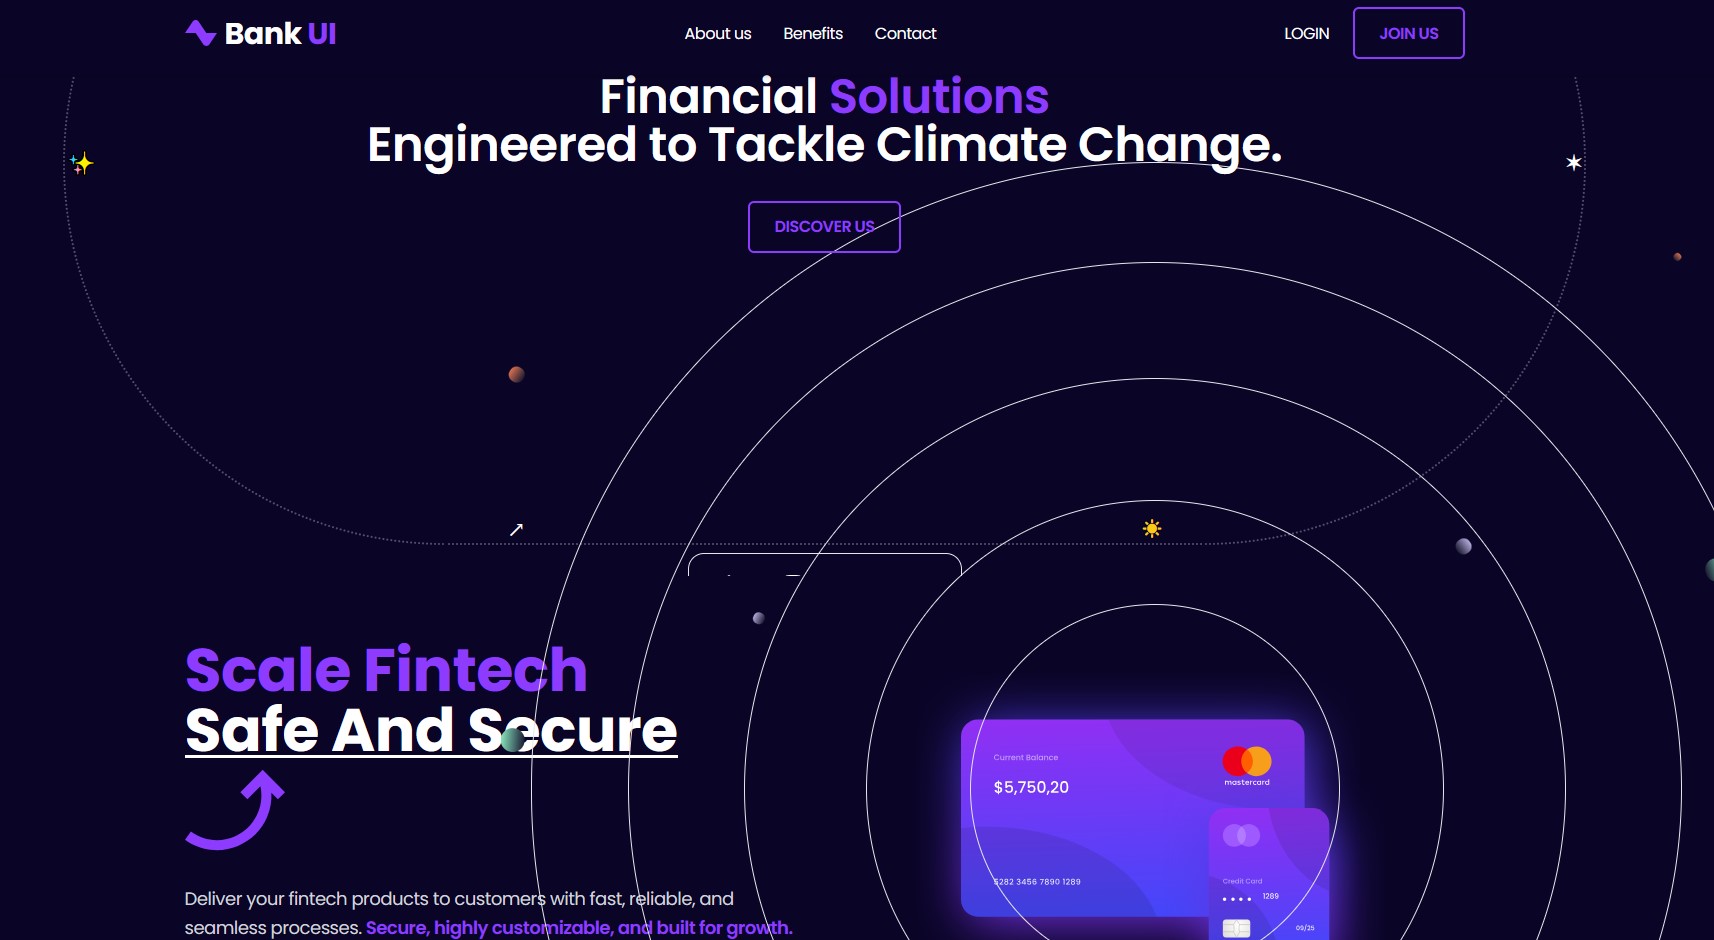 Bank UI
About us
Benefits
Contact
LOGIN
JOIN US
Financial Solutions
Engineered to Tackle Climate Change.
DISCOVER US
Scale Fintech
Safe And Secure
Deliver your fintech products to customers with fast, reliable, and
seamless processes. Secure, highly customizable, and built for growth.
Current Balance
$5,750,20
mastercard
5282 3456 7890 1289
Credit Card
1289
09/25